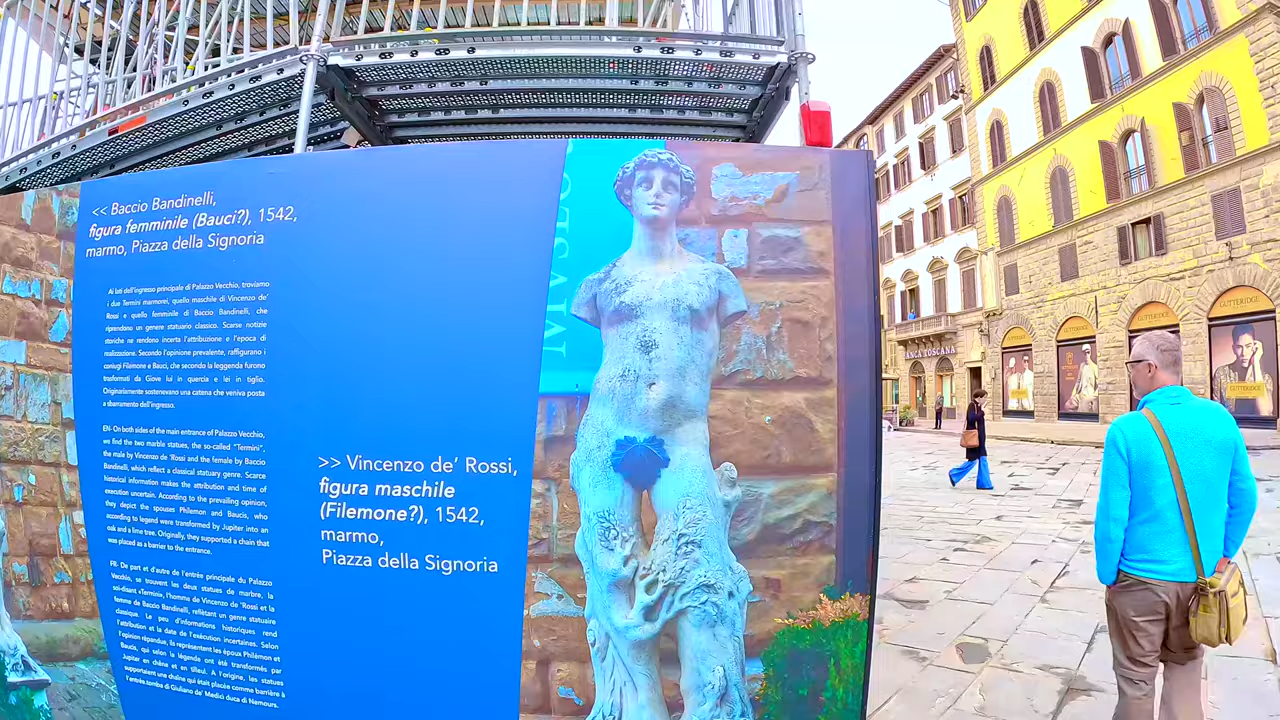 << Baccio Bandinelli,
figura femminile (Bauci?), 1542,
marmo, Piazza della Signoria
Ai lati dell'ingresso principale di Palazzo Vecchio, troviamo
i due Termini marmorei, quello maschile di Vincenzo de'
Rossi e quello femminile di Baccio Bandinelli, che
riprendono un genere statuario classico. Scarse notizie
storiche ne rendono incerta l'attribuzione e l'epoca di
realizzazione. Secondo l'opinione prevalente, raffigurano i
coniugi Filemone e Bauci, che secondo la leggenda furono
trasformati da Giove lui in quercia e lei in tiglio.
Originariamente sostenevano una catena che veniva posta
a sbarramento dell'ingresso.
EN- On both sides of the main entrance of Palazzo Vecchio,
we find the two marble statues, the so-called "Termini",
the male by Vincenzo de 'Rossi and the female by Baccio
Bandinelli, which reflect a classical statuary genre. Scarce
historical information makes the attribution and time of
execution uncertain. According to the prevailing opinion,
they depict the spouses Philemon and Baucis, who
according to legend were transformed by Jupiter into an
oak and a lime tree. Originally, they supported a chain that
was placed as a barrier to the entrance.
FR- De part et d'autre de l'entrée principale du Palazzo
Vecchio, se trouvent les deux statues de marbre, la
soi-disant «Termini», l'homme de Vincenzo de 'Rossi et la
femme de Baccio Bandinelli, reflétant un genre statuaire
classique. Le peu d'informations historiques rend
l'attribution et la date de l'exécution incertaines. Selon
l'opinion répandue, ils représentent les époux Philémon et
Baucis, qui selon la légende ont été transformés par
Jupiter en chêne et en tilleul. A l'origine, les statues
supportaient une chaîne qui était placée comme barrière à
l'entrée.tomba di Giuliano de' Medici duca di Nemours.
>> Vincenzo de' Rossi,
figura maschile
(Filemone?), 1542,
marmo,
Piazza della Signoria
MVSEO
ANCA TOSCANA
GUTTERIDGE
GUTTERIDGE
GUTTERIDGE
GUTTERIDGE